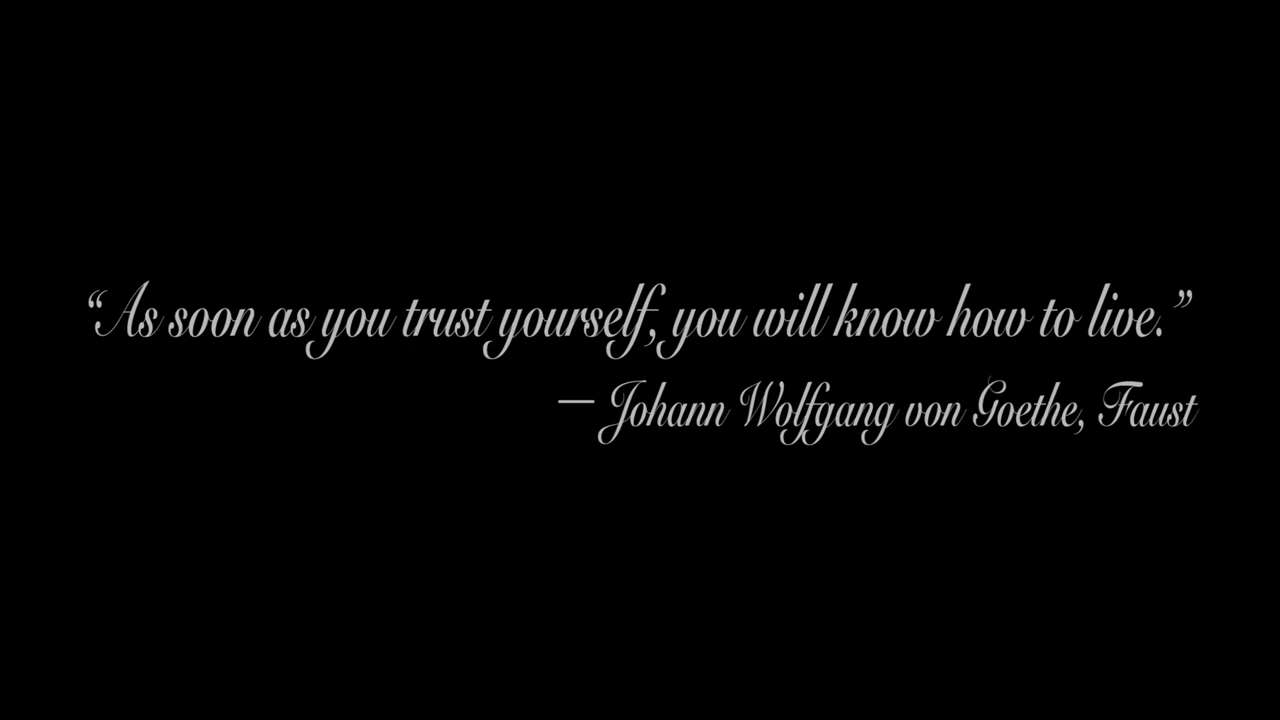 “As soon as you trust yourself, you will know how to live.”
— Johann Wolfgang von Goethe, Faust